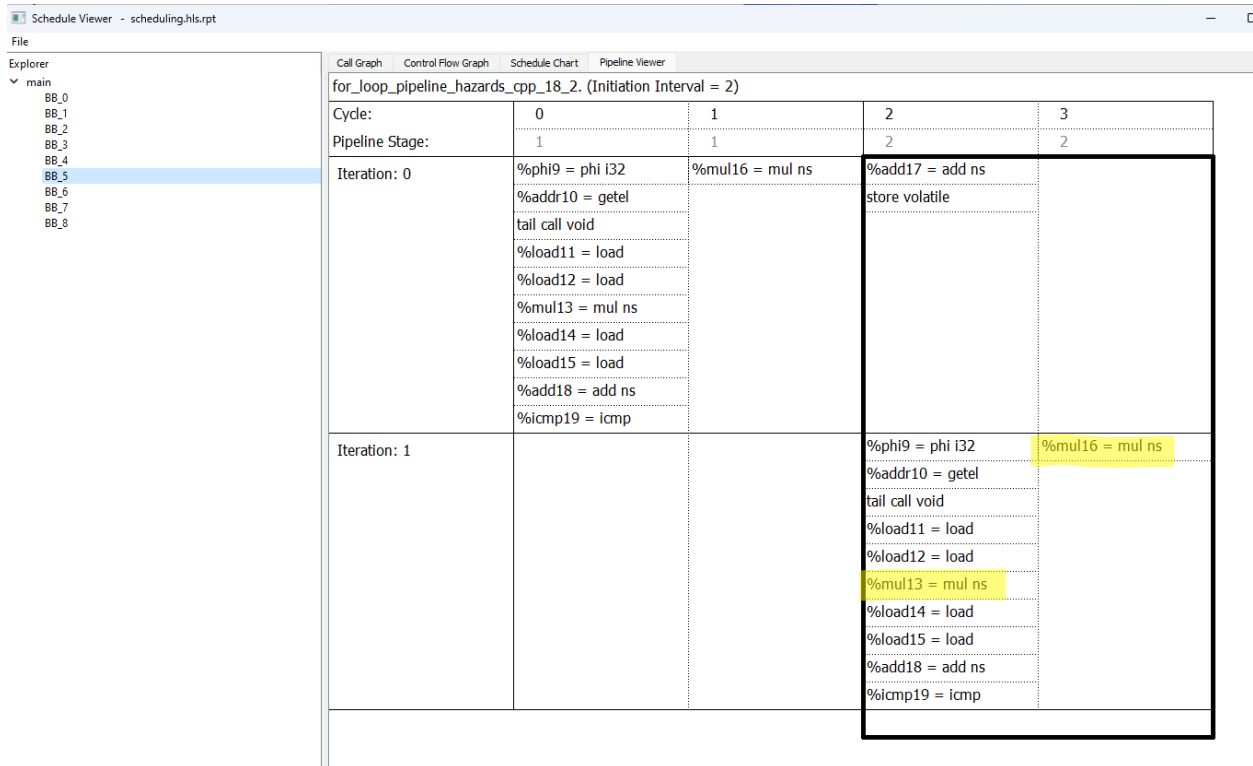 Schedule Viewer - scheduling.hls.rpt
File
Explorer
main
BB_0
BB_1
BB_2
BB_3
BB_4
BB_5
BB_6
BB_7
BB_8
Call Graph Control Flow Graph Schedule Chart Pipeline Viewer
for_loop_pipeline_hazards_cpp_18_2. (Initiation Interval = 2)
Cycle: 0 1 2 3
Pipeline Stage: 1 1 2 2
Iteration: 0 %phi9 = phi i32 %mul16 = mul ns %add17 = add ns
%addr10 = getel store volatile
tail call void
%load11 = load
%load12 = load
%mul13 = mul ns
%load14 = load
%load15 = load
%add18 = add ns
%icmp19 = icmp
Iteration: 1 %phi9 = phi i32 %mul16 = mul ns
%addr10 = getel
tail call void
%load11 = load
%load12 = load
%mul13 = mul ns
%load14 = load
%load15 = load
%add18 = add ns
%icmp19 = icmp